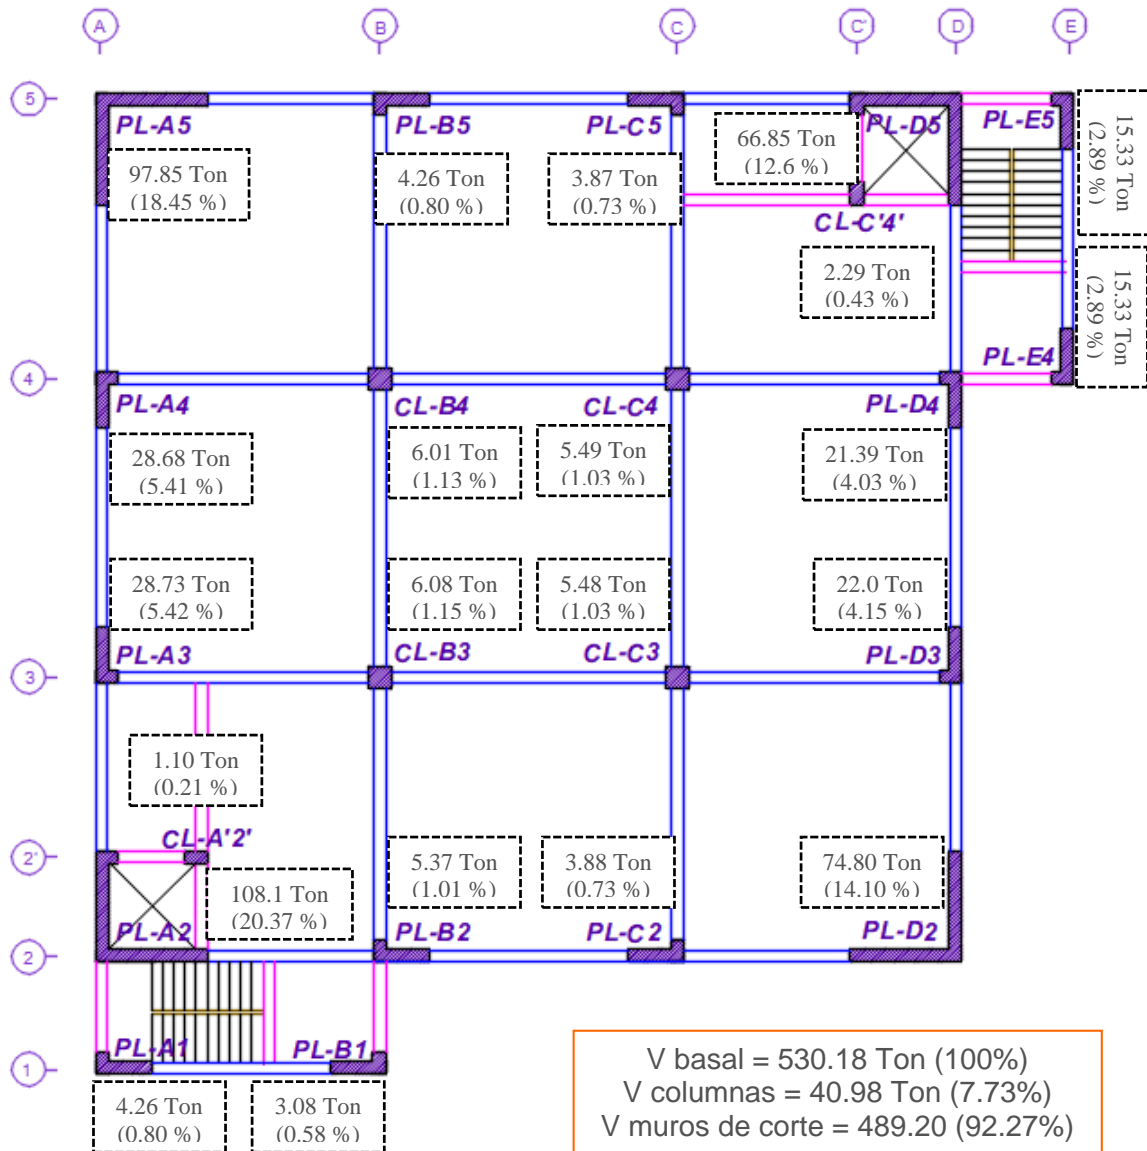 A B C C' D E
5
PL-A5 PL-B5 PL-C5 PL-D5 PL-E5
97.85 Ton
(18.45 %)
4.26 Ton
(0.80 %)
3.87 Ton
(0.73 %)
66.85 Ton
(12.6 %)
15.33 Ton
(2.89 %)
CL-C'4'
2.29 Ton
(0.43 %)
15.33 Ton
(2.89 %)
PL-E4
4
PL-A4 CL-B4 CL-C4 PL-D4
28.68 Ton
(5.41 %)
6.01 Ton
(1.13 %)
5.49 Ton
(1.03 %)
21.39 Ton
(4.03 %)
28.73 Ton
(5.42 %)
6.08 Ton
(1.15 %)
5.48 Ton
(1.03 %)
22.0 Ton
(4.15 %)
PL-A3 CL-B3 CL-C3 PL-D3
3
1.10 Ton
(0.21 %)
CL-A'2'
2'
108.1 Ton
(20.37 %)
5.37 Ton
(1.01 %)
3.88 Ton
(0.73 %)
74.80 Ton
(14.10 %)
PL-A2 PL-B2 PL-C2 PL-D2
2
PL-A1 PL-B1
1
4.26 Ton
(0.80 %)
3.08 Ton
(0.58 %)
V basal = 530.18 Ton (100%)
V columnas = 40.98 Ton (7.73%)
V muros de corte = 489.20 (92.27%)